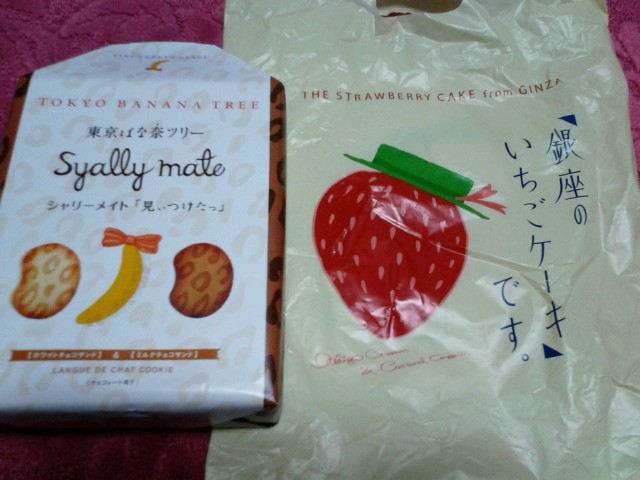 TOKYO BANANA TREE
東京ばな奈ツリー
Syally mate
シャリーメイト「見ぃつけたっ」
【ホワイトチョコサンド】 & 【ミルクチョコサンド】
LANGUE DE CHAT COOKIE
THE STRAWBERRY CAKE from GINZA
銀座の
いちごケーキ
です。